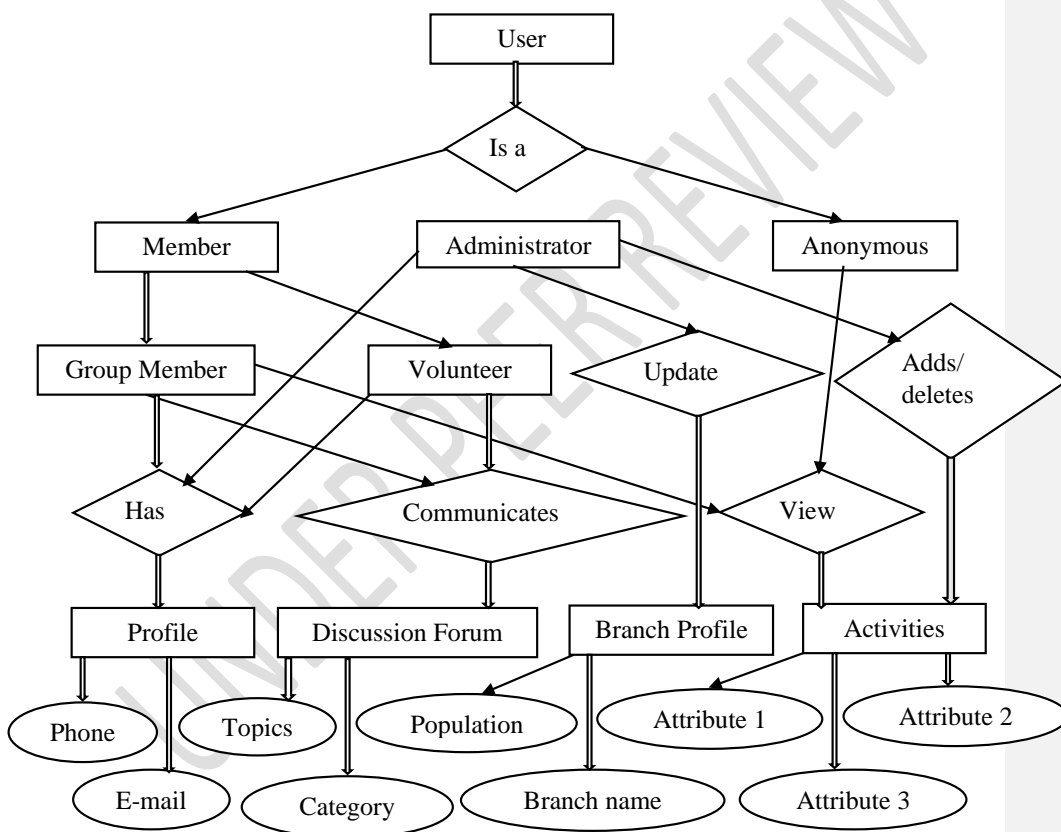 User
Is a
Member
Administrator
Anonymous
Group Member
Volunteer
Update
Adds/
deletes
Has
Communicates
View
Profile
Discussion Forum
Branch Profile
Activities
Phone
Topics
Population
Attribute 1
Attribute 2
E-mail
Category
Branch name
Attribute 3
UNDER PEER REVIEW